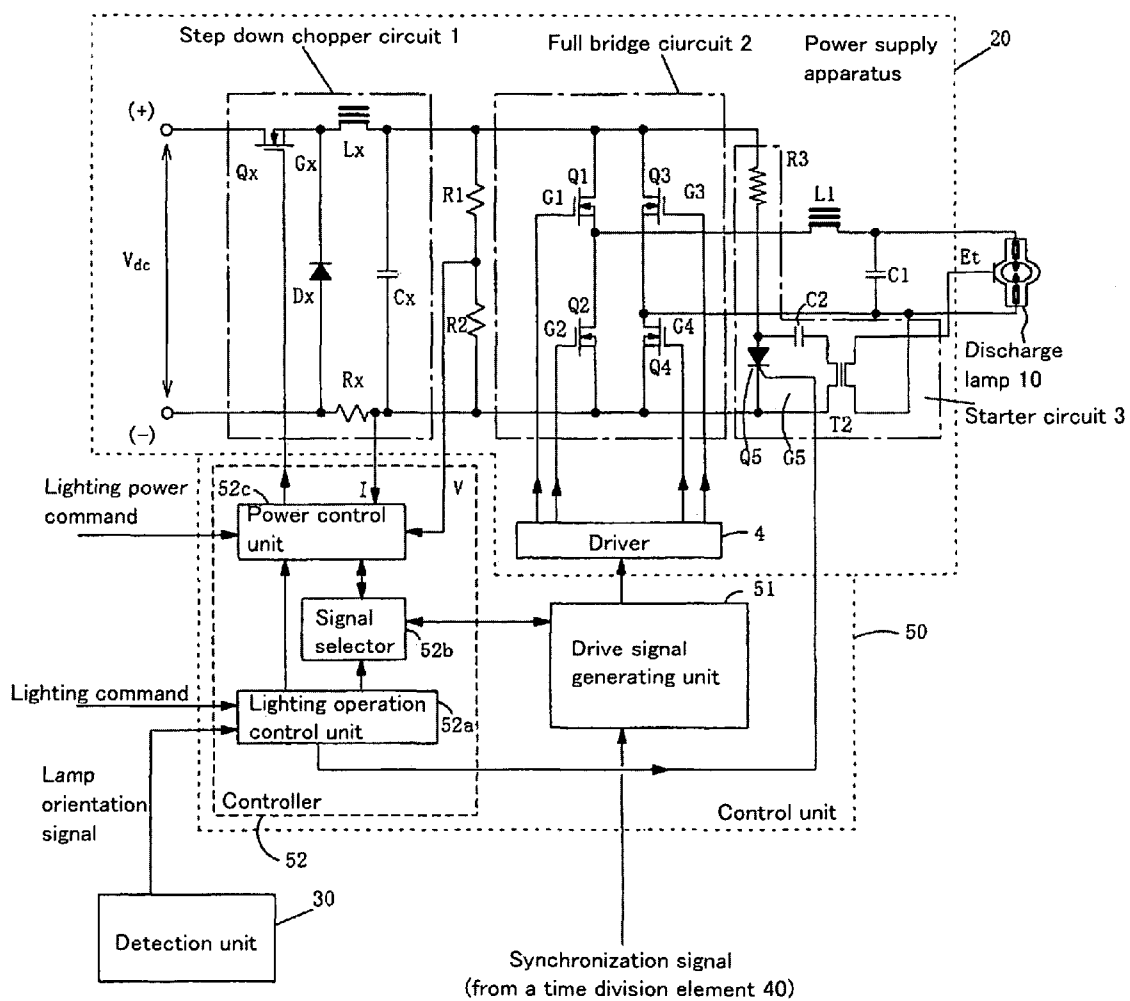 Step down chopper circuit 1
Full bridge ciurcuit 2
Power supply
apparatus
20
(+)
Qx
Gx
Lx
Vdc
Dx
Cx
Rx
(-)
R1
R2
Q1
G1
Q3
G3
Q2
G2
G4
Q4
R3
L1
C1
Et
C2
Discharge
lamp 10
Starter circuit 3
T2
Q5
G5
52c
I
V
Lighting power
command
Power control
unit
Driver
4
51
Signal
selector
52b
Drive signal
generating unit
50
Lighting command
Lighting operation
control unit
52a
Lamp
orientation
signal
Controller
Control unit
52
30
Detection unit
Synchronization signal
(from a time division element 40)